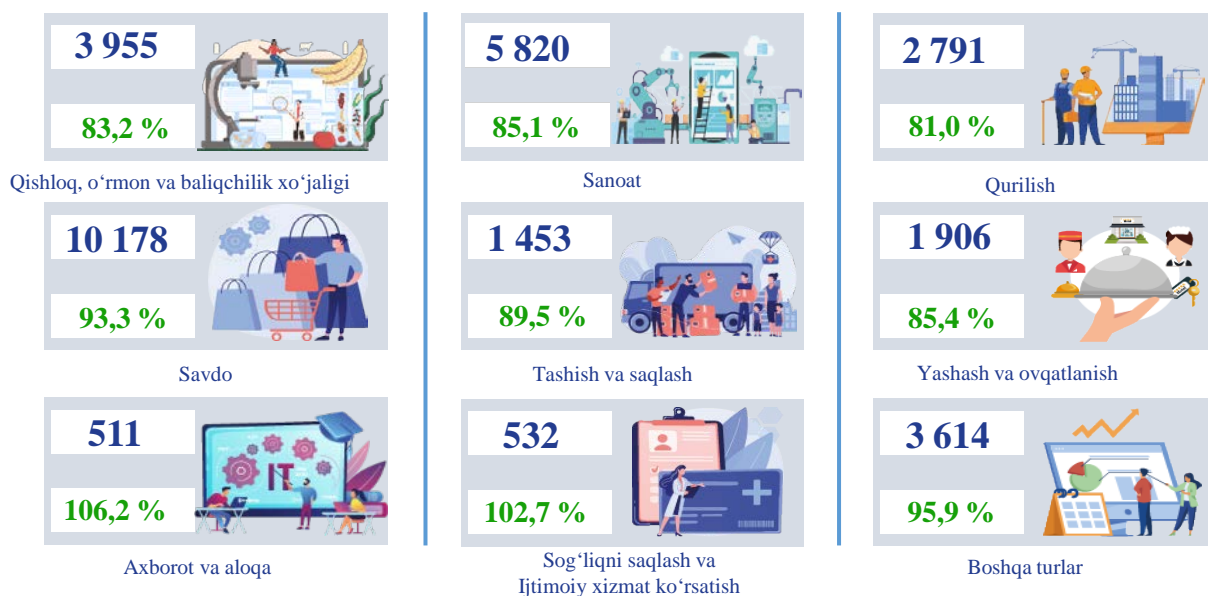 3 955
83,2 %
Qishloq, o‘rmon va baliqchilik xo‘jaligi
5 820
85,1 %
Sanoat
2 791
81,0 %
Qurilish
10 178
93,3 %
Savdo
1 453
89,5 %
Tashish va saqlash
1 906
85,4 %
Yashash va ovqatlanish
511
106,2 %
IT
Axborot va aloqa
532
102,7 %
Sog‘liqni saqlash va
Ijtimoiy xizmat ko‘rsatish
3 614
95,9 %
Boshqa turlar